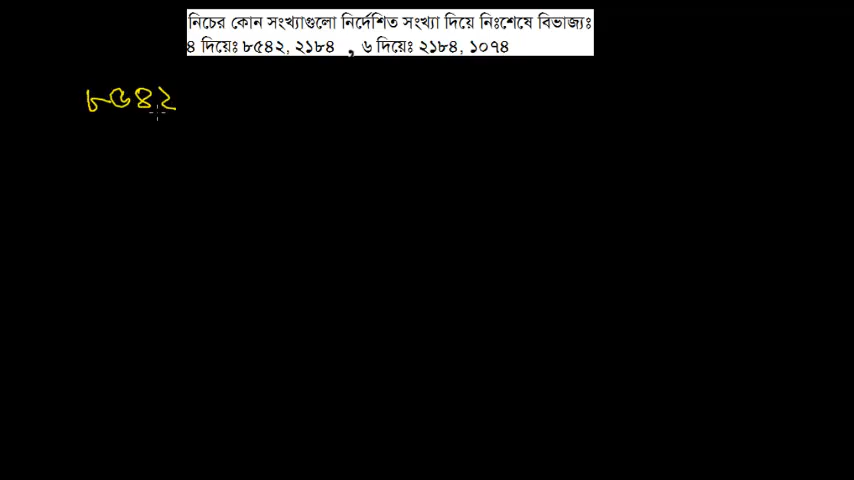 নিচের কোন সংখ্যাগুলো নির্দেশিত সংখ্যা দিয়ে নিঃশেষে বিভাজ্যঃ
৪ দিয়েঃ ৮৫৪২, ২১৮৪ , ৬ দিয়েঃ ২১৮৪, ১০৭৪
৮৫৪২